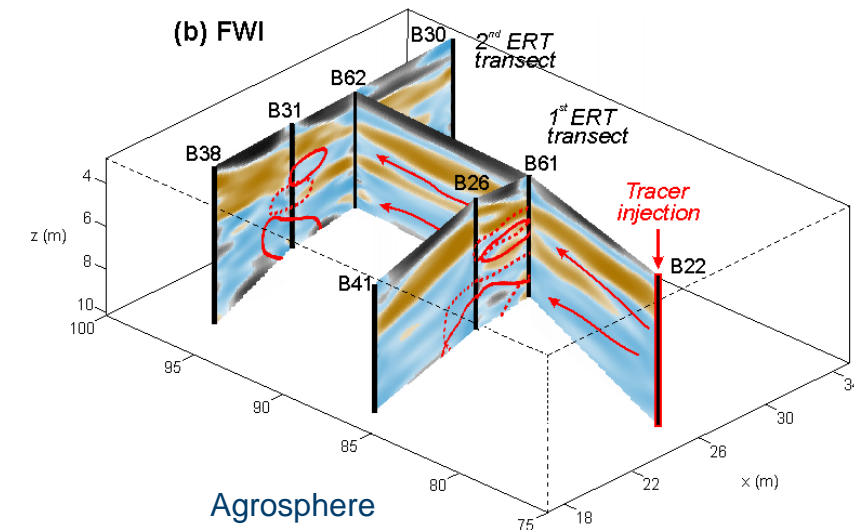 (b) FWI
B30
2nd ERT
transect
B62
B31
1st ERT
transect
B38
B61
B26
Tracer
injection
B22
B41
4
6
z (m)
8
10
100
95
90
85
80
75
18
22
26
30
34
x (m)
Agrosphere